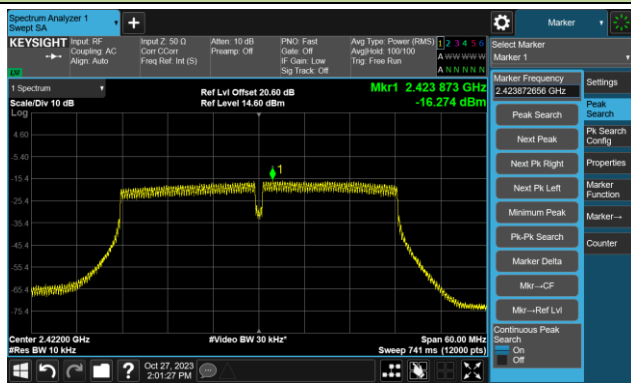 Spectrum Analyzer 1
Swept SA
Marker
KEYSIGHT
Input: RF
Coupling: AC
Align: Auto
Input Z: 50 Ω
Corr CCorr
Freq Ref: Int (S)
Atten: 10 dB
Preamp: Off
PNO: Fast
Gate: Off
IF Gain: Low
Sig Track: Off
Avg Type: Power (RMS)
Avg|Hold: 100/100
Trig: Free Run
1 2 3 4 5 6
A W W W W W
A N N N N N
LW
Select Marker
Marker 1
1 Spectrum
Scale/Div 10 dB
Log
Ref Lvl Offset 20.60 dB
Ref Level 14.60 dBm
Mkr1 2.423 873 GHz
-16.274 dBm
4.60
-5.40
-15.4
-25.4
-35.4
-45.4
-55.4
-65.4
-75.4
1
Center 2.42200 GHz
#Res BW 10 kHz
#Video BW 30 kHz*
Span 60.00 MHz
Sweep 741 ms (12000 pts)
Marker Frequency
2.423872656 GHz
Peak Search
Next Peak
Next Pk Right
Next Pk Left
Minimum Peak
Pk-Pk Search
Marker Delta
Mkr→CF
Mkr→Ref Lvl
Continuous Peak
Search
On
Off
Settings
Peak
Search
Pk Search
Config
Properties
Marker
Function
Marker→
Counter
Oct 27, 2023
2:01:27 PM